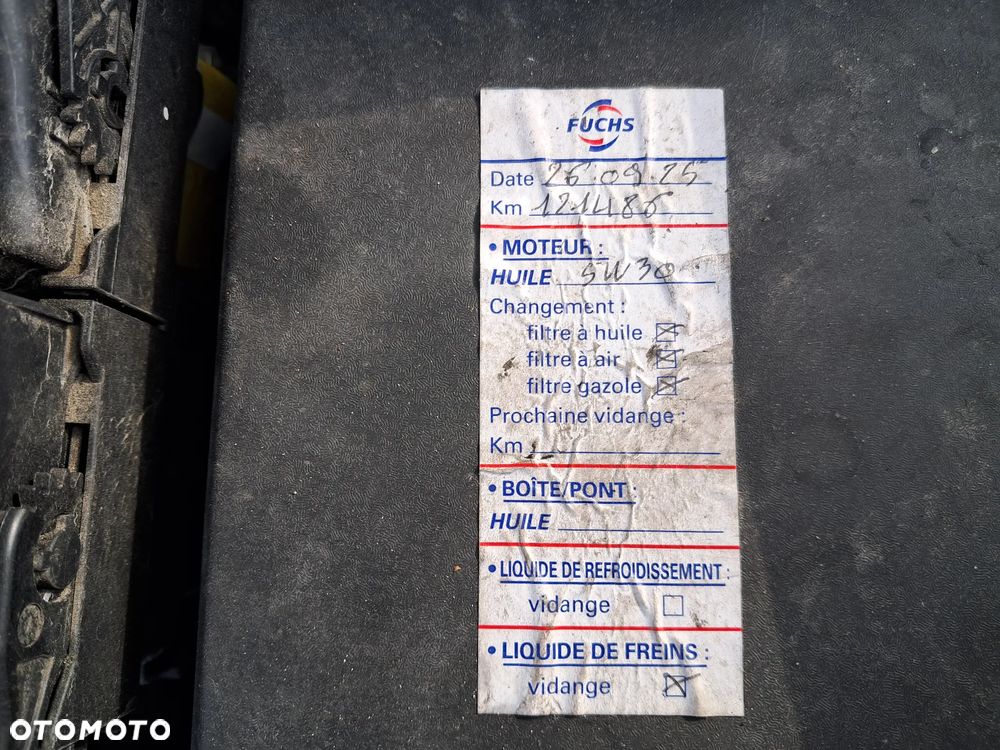 FUCHS
Date 26.09.25
Km 121486
• MOTEUR :
HUILE 5W30
Changement :
filtre à huile
filtre à air
filtre gazole
Prochaine vidange :
Km
• BOÎTE/PONT :
HUILE
• LIQUIDE DE REFROIDISSEMENT :
vidange
• LIQUIDE DE FREINS :
vidange
OTOMOTO